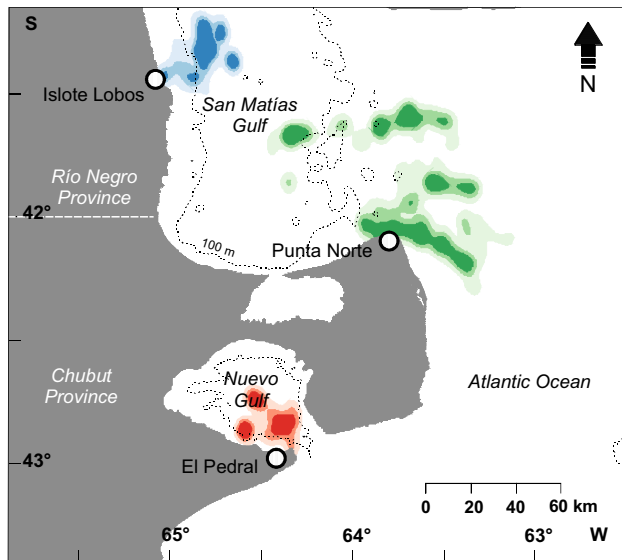 S
N
Islote Lobos
San Matías
Gulf
Río Negro
Province
42°
100 m
Punta Norte
Chubut
Province
Nuevo
Gulf
Atlantic Ocean
El Pedral
43°
0 20 40 60 km
65° 64° 63° W